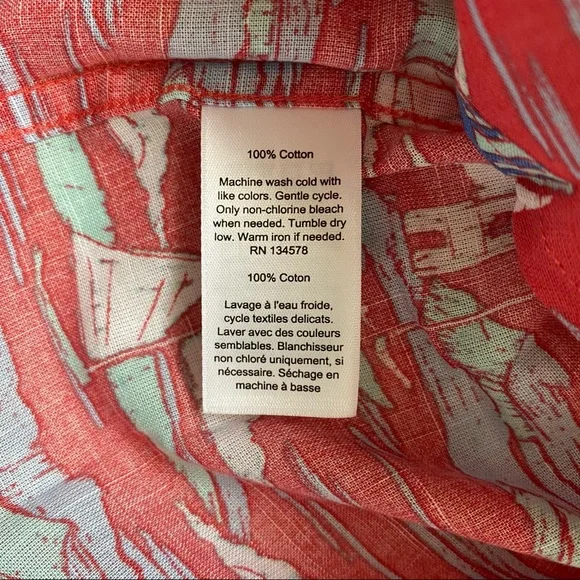 100% Cotton
Machine wash cold with
like colors. Gentle cycle.
Only non-chlorine bleach
when needed. Tumble dry
low. Warm iron if needed.
RN 134578
100% Coton
Lavage à l'eau froide,
cycle textiles delicats.
Laver avec des couleurs
semblables. Blanchisseur
non chloré uniquement, si
nécessaire. Séchage en
machine à basse